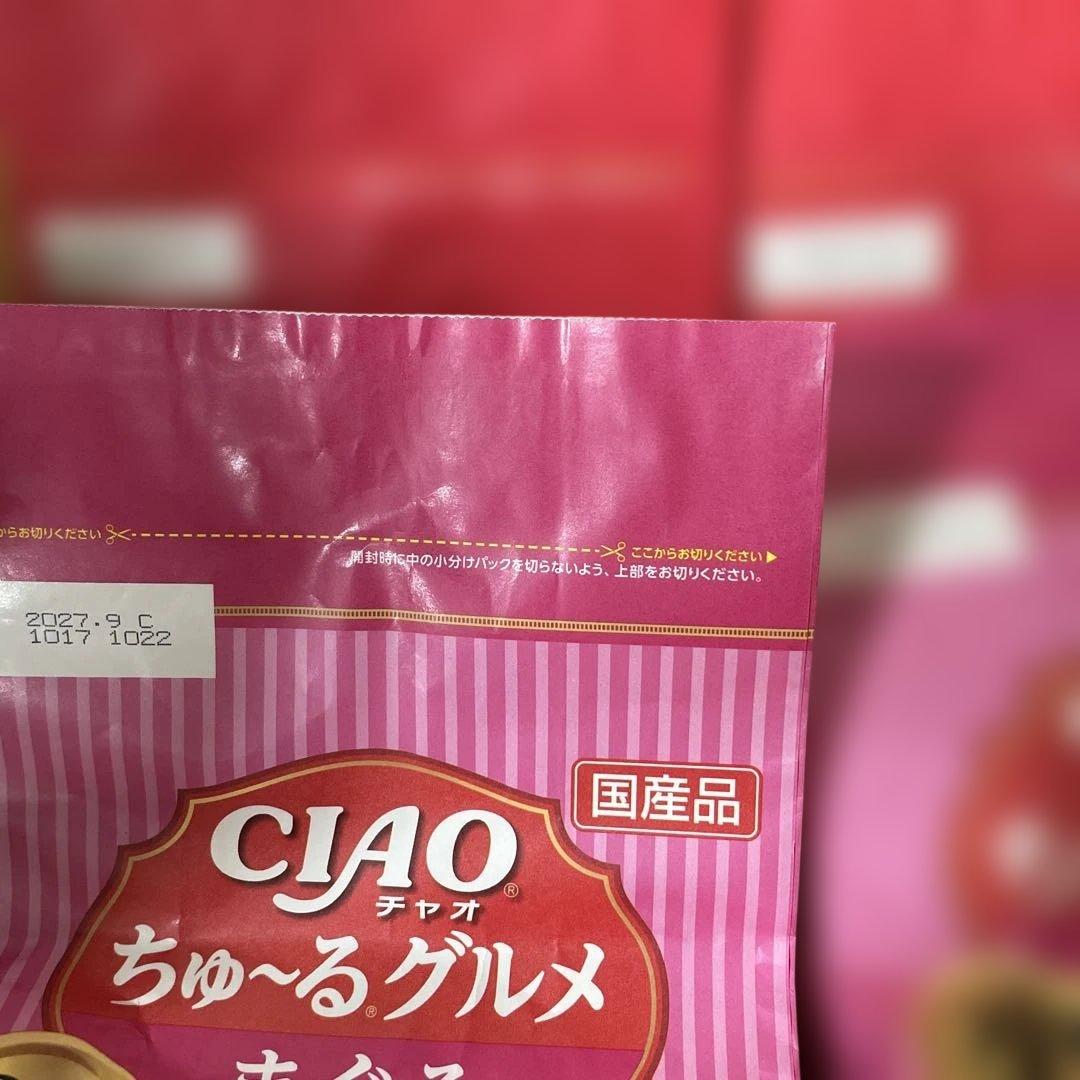 からお切りください
ここからお切りください
開封時に中の小分けパックを切らないよう、上部をお切りください。
2027.9 C
1017 1022
国産品
CIAO®
チャオ
ちゅ～る®グルメ
まぐろ